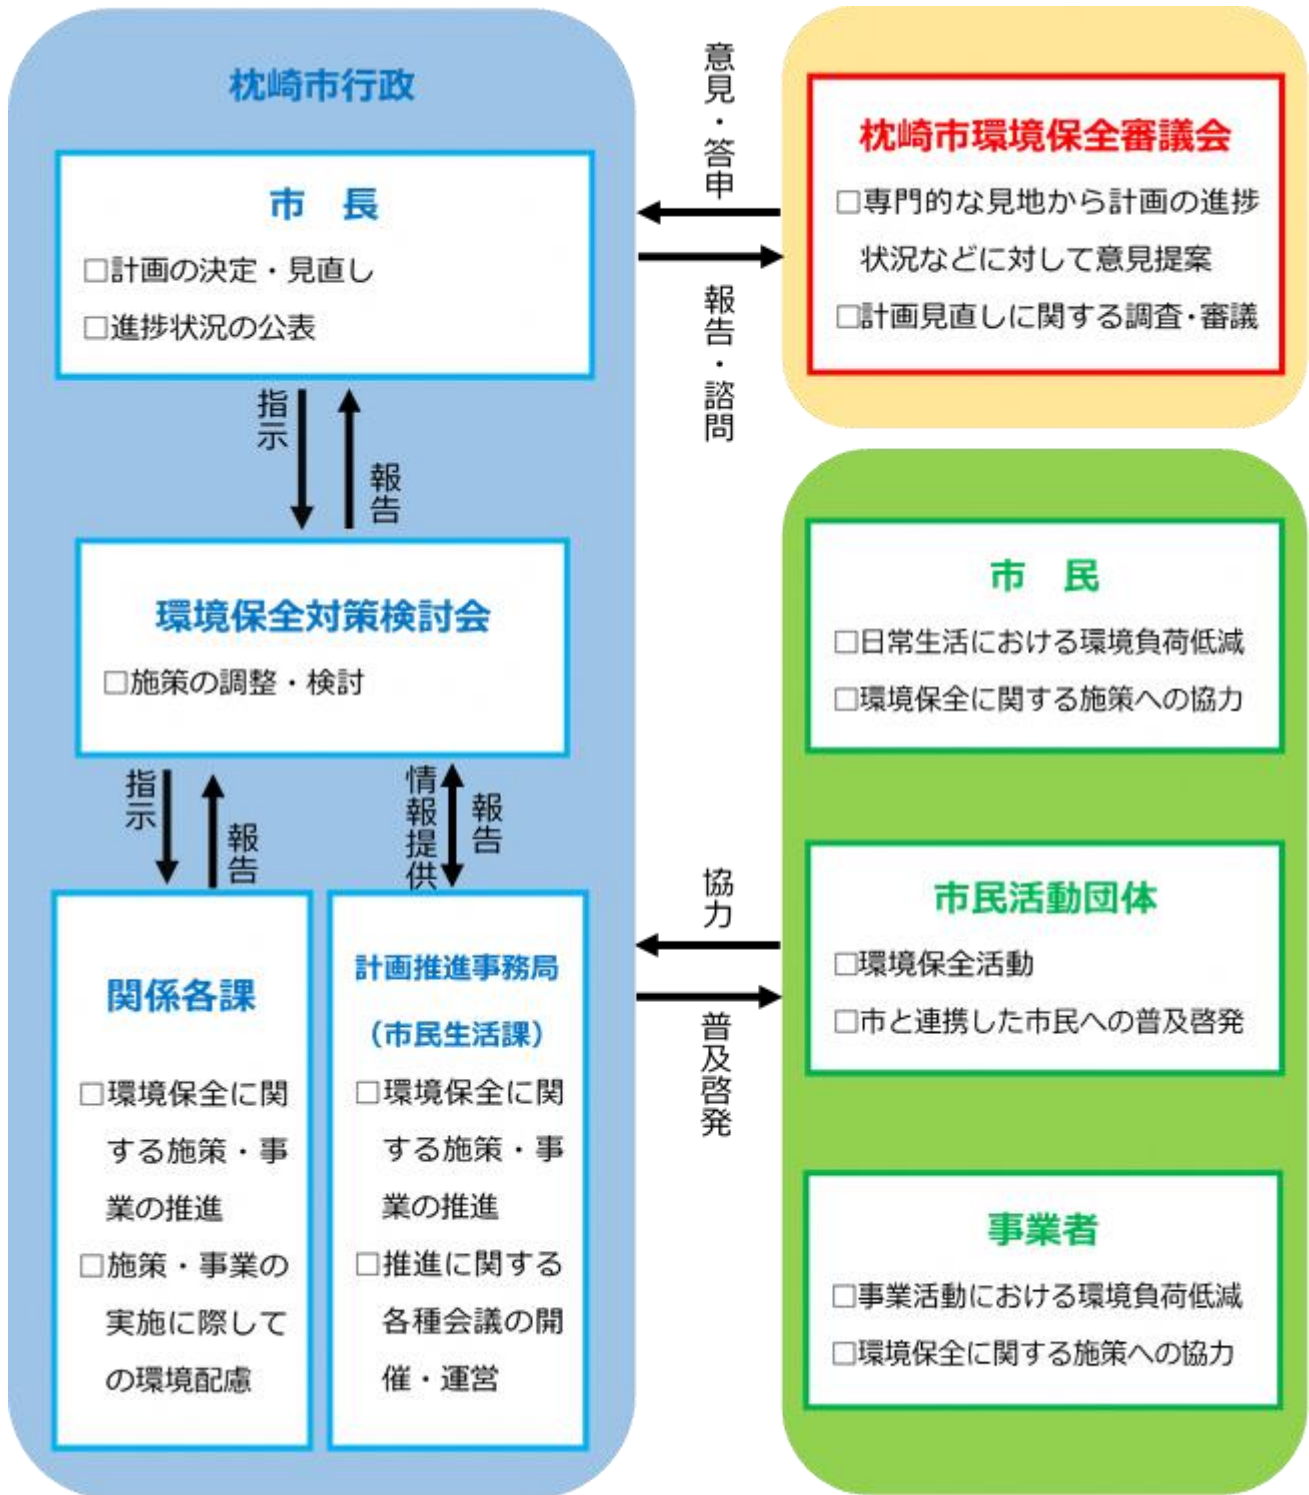 枕崎市行政
市　長
□計画の決定・見直し
□進捗状況の公表
指示
報告
環境保全対策検討会
□施策の調整・検討
指示
報告
情報提供
報告
関係各課
□環境保全に関
する施策・事
業の推進
□施策・事業の
実施に際して
の環境配慮
計画推進事務局
（市民生活課）
□環境保全に関
する施策・事
業の推進
□推進に関する
各種会議の開
催・運営
意見・答申
報告・諮問
枕崎市環境保全審議会
□専門的な見地から計画の進捗
状況などに対して意見提案
□計画見直しに関する調査・審議
協力
普及啓発
市　民
□日常生活における環境負荷低減
□環境保全に関する施策への協力
市民活動団体
□環境保全活動
□市と連携した市民への普及啓発
事業者
□事業活動における環境負荷低減
□環境保全に関する施策への協力